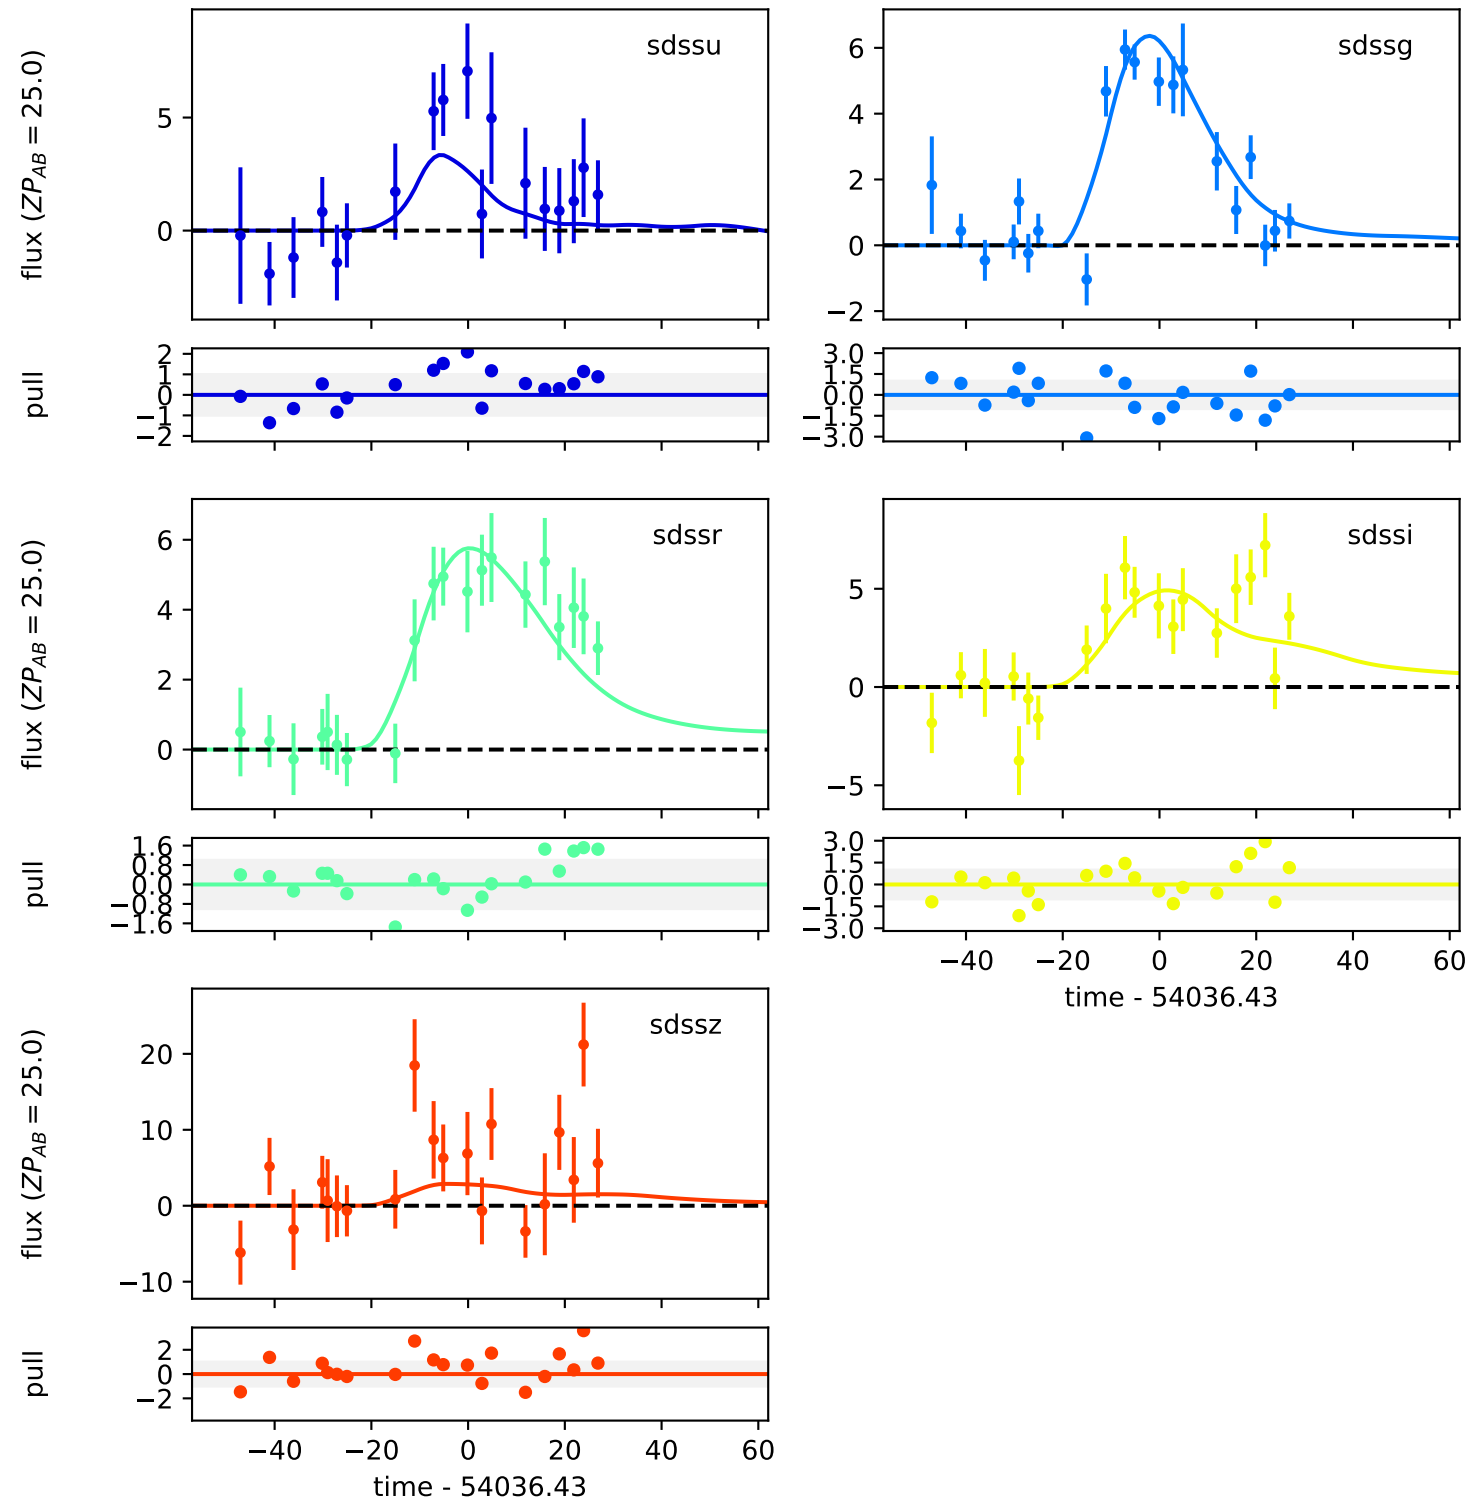 sdssu
flux (ZP_AB = 25.0)
5
0
pull
2
1
0
−1
−2
sdssg
6
4
2
0
−2
3.0
1.5
0.0
−1.5
−3.0
sdssr
flux (ZP_AB = 25.0)
6
4
2
0
pull
1.6
0.8
0.0
−0.8
−1.6
sdssi
5
0
−5
3.0
1.5
0.0
−1.5
−3.0
−40 −20 0 20 40 60
time - 54036.43
sdssz
flux (ZP_AB = 25.0)
20
10
0
−10
pull
2
0
−2
−40 −20 0 20 40 60
time - 54036.43